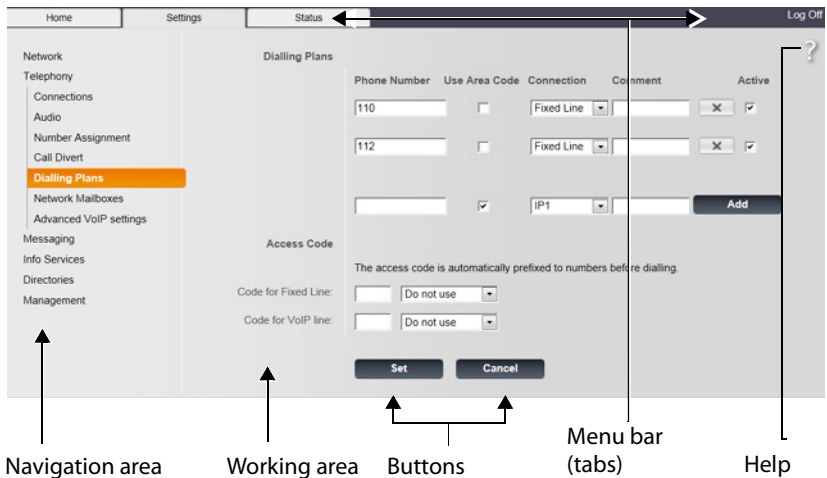 Home Settings Status Log Off
Network
Telephony
Connections
Audio
Number Assignment
Call Divert
Dialling Plans
Network Mailboxes
Advanced VoIP settings
Messaging
Info Services
Directories
Management
Dialling Plans
Phone Number Use Area Code Connection Comment Active
110 Fixed Line
112 Fixed Line
IP1 Add
Access Code
The access code is automatically prefixed to numbers before dialling.
Code for Fixed Line: Do not use
Code for VoIP line: Do not use
Set Cancel
?
Navigation area
Working area
Buttons
Menu bar
(tabs)
Help